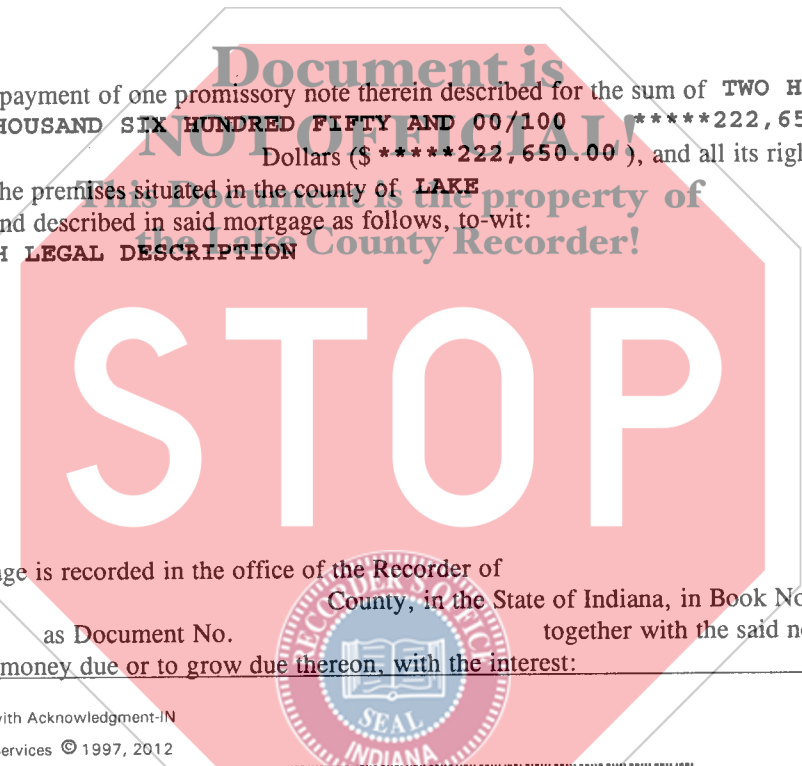 Document is
payment of one promissory note therein described for the sum of TWO H
HOUSAND SIX HUNDRED FIFTY AND 00/100 *****222,65
NOT OFFICIAL!
Dollars ($ *****222,650.00 ), and all its righ
he premises situated in the county of LAKE
This Document is the property of
nd described in said mortgage as follows, to-wit:
the Lake County Recorder!
H LEGAL DESCRIPTION
STOP
ge is recorded in the office of the Recorder of
County, in the State of Indiana, in Book No
as Document No. together with the said no
money due or to grow due thereon, with the interest:
RECORDER'S OFFICE
SEAL
INDIANA
with Acknowledgment-IN
ervices © 1997, 2012